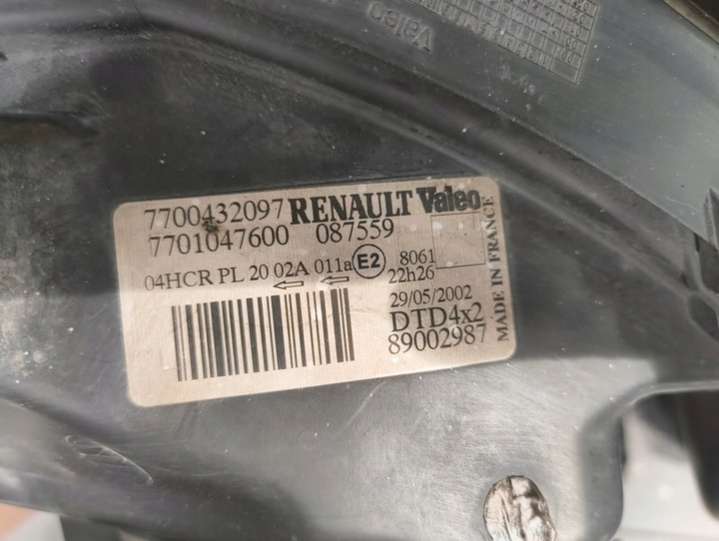 Valeo
7700432097 RENAULT Valeo
7701047600 087559
04HCR PL 20 02A 011a E2 8061
22h26
29/05/2002
DTD4x2
89002987
MADE IN FRANCE